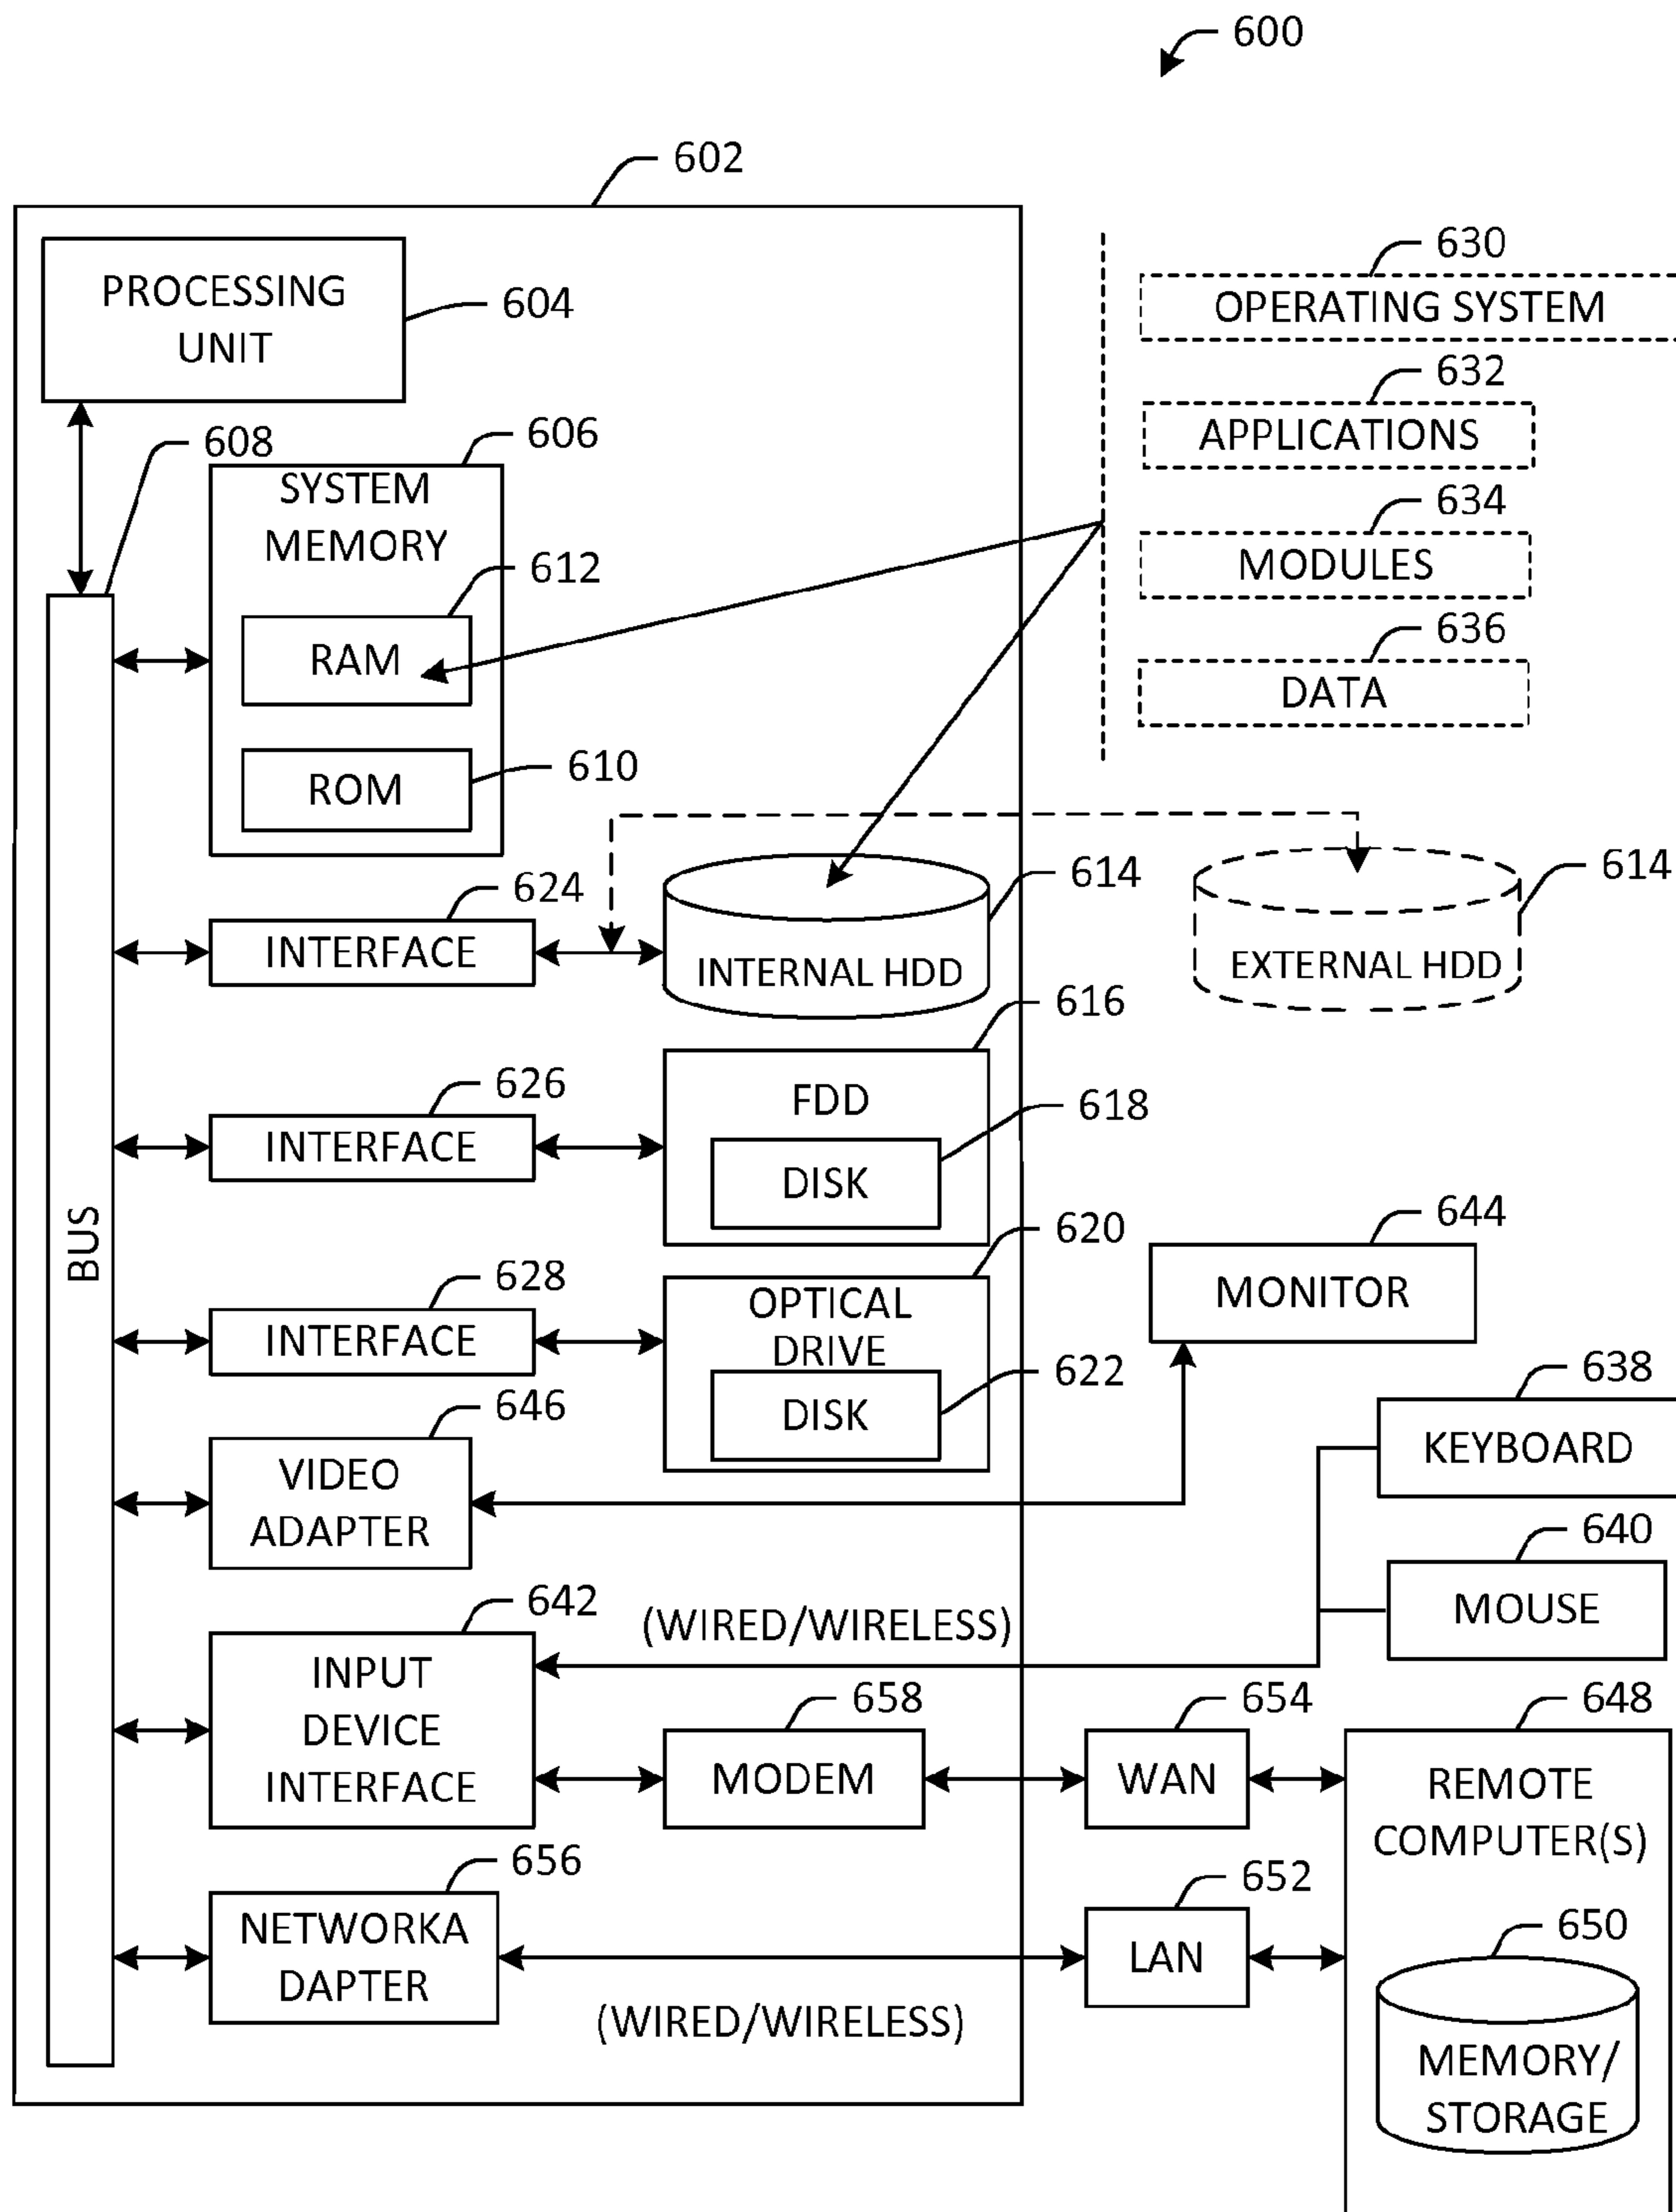 600
602
PROCESSING
UNIT
604
630
OPERATING SYSTEM
632
APPLICATIONS
634
MODULES
636
DATA
608
606
SYSTEM
MEMORY
612
RAM
610
ROM
624
INTERFACE
614
INTERNAL HDD
614
EXTERNAL HDD
616
626
INTERFACE
FDD
618
DISK
BUS
620
628
INTERFACE
OPTICAL
DRIVE
622
DISK
644
MONITOR
646
VIDEO
ADAPTER
638
KEYBOARD
640
MOUSE
642
INPUT
DEVICE
INTERFACE
(WIRED/WIRELESS)
658
MODEM
654
WAN
648
REMOTE
COMPUTER(S)
656
NETWORKA
DAPTER
652
LAN
(WIRED/WIRELESS)
650
MEMORY/
STORAGE